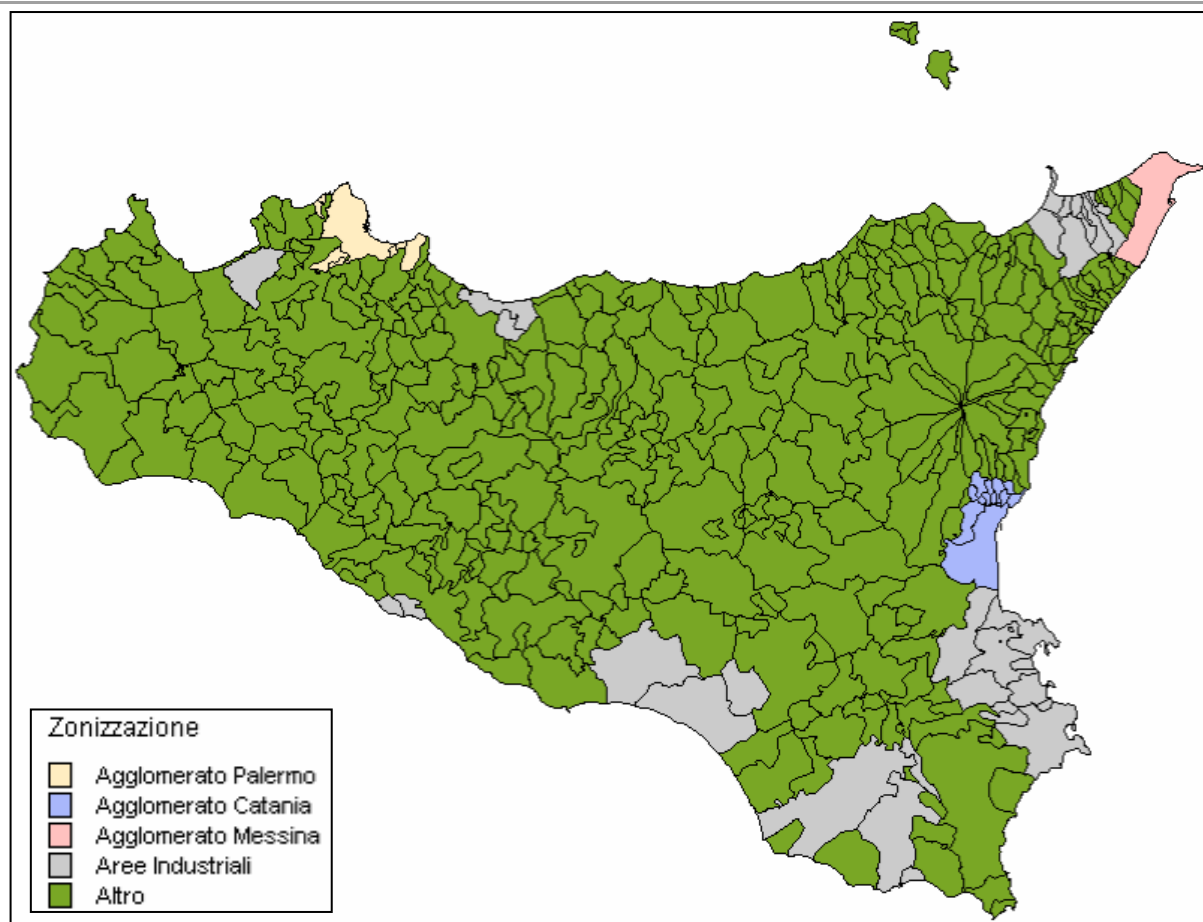 Zonizzazione
Agglomerato Palermo
Agglomerato Catania
Agglomerato Messina
Aree Industriali
Altro